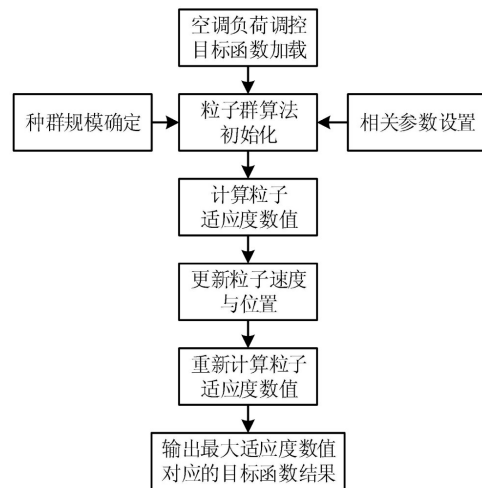 空调负荷调控
目标函数加载
种群规模确定
粒子群算法
初始化
相关参数设置
计算粒子
适应度数值
更新粒子速度
与位置
重新计算粒子
适应度数值
输出最大适应度数值
对应的目标函数结果